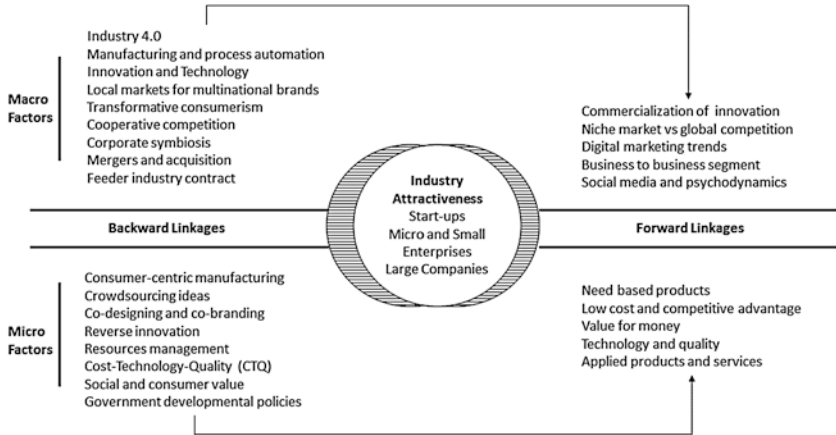 Industry 4.0
Manufacturing and process automation
Innovation and Technology
Local markets for multinational brands
Transformative consumerism
Cooperative competition
Corporate symbiosis
Mergers and acquisition
Feeder industry contract
Macro
Factors
Commercialization of innovation
Niche market vs global competition
Digital marketing trends
Business to business segment
Social media and psychodynamics
Industry
Attractiveness
Start-ups
Micro and Small
Enterprises
Large Companies
Backward Linkages
Forward Linkages
Consumer-centric manufacturing
Crowdsourcing ideas
Co-designing and co-branding
Reverse innovation
Resources management
Cost-Technology-Quality (CTQ)
Social and consumer value
Government developmental policies
Micro
Factors
Need based products
Low cost and competitive advantage
Value for money
Technology and quality
Applied products and services